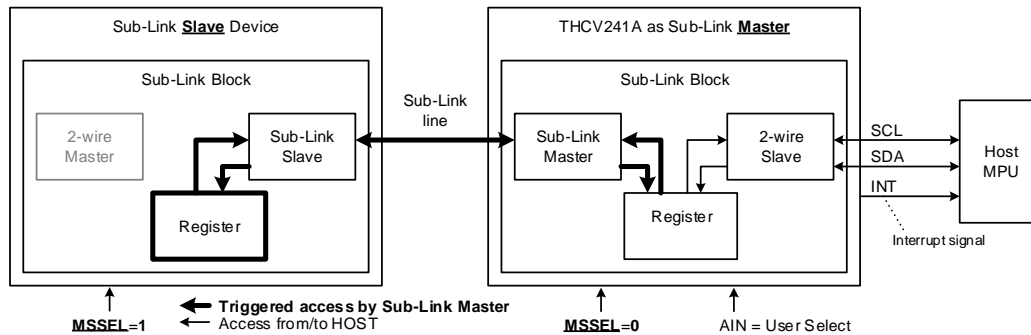 Sub-Link Slave Device
Sub-Link Block
2-wire
Master
Sub-Link
Slave
Register
Sub-Link
line
THCV241A as Sub-Link Master
Sub-Link Block
Sub-Link
Master
2-wire
Slave
Register
SCL
SDA
INT
Host
MPU
Interrupt signal
MSSEL=1
Triggered access by Sub-Link Master
Access from/to HOST
MSSEL=0
AIN = User Select